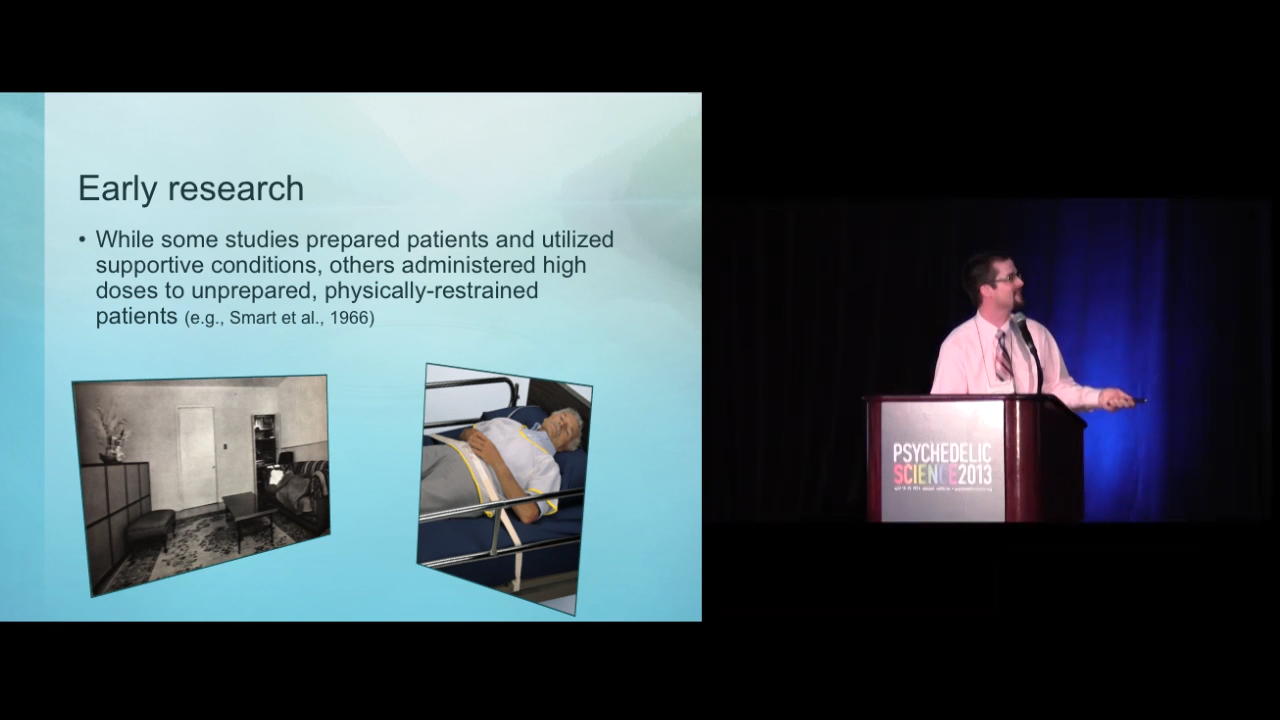 Early research
• While some studies prepared patients and utilized
supportive conditions, others administered high
doses to unprepared, physically-restrained
patients (e.g., Smart et al., 1966)
PSYCHEDELIC
SCIENCE2013